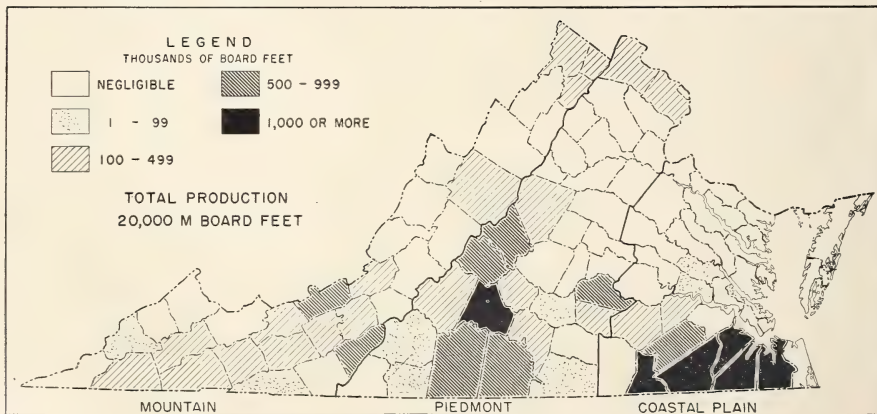 LEGEND
THOUSANDS OF BOARD FEET
NEGLIGIBLE
1 - 99
100 - 499
500 - 999
1,000 OR MORE
TOTAL PRODUCTION
20,000 M BOARD FEET
MOUNTAIN PIEDMONT COASTAL PLAIN